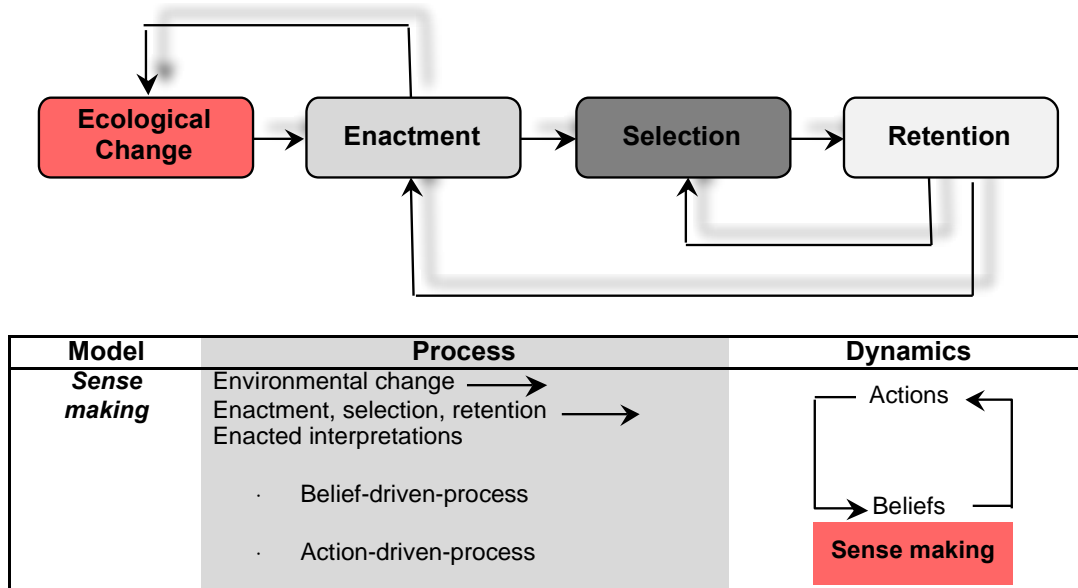 Ecological
Change
Enactment
Selection
Retention
Model Process Dynamics
Sense
making
Environmental change
Enactment, selection, retention
Enacted interpretations
· Belief-driven-process
· Action-driven-process
Actions
Beliefs
Sense making